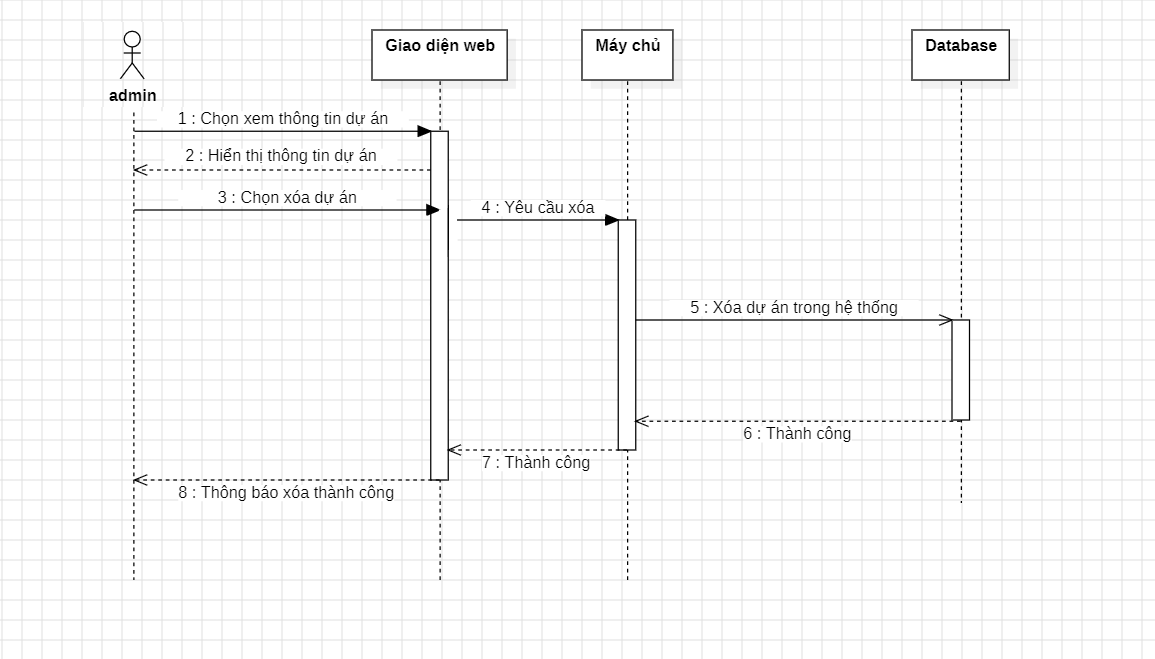 Giao diện web
Máy chủ
Database
admin
1 : Chọn xem thông tin dự án
2 : Hiển thị thông tin dự án
3 : Chọn xóa dự án
4 : Yêu cầu xóa
5 : Xóa dự án trong hệ thống
6 : Thành công
7 : Thành công
8 : Thông báo xóa thành công